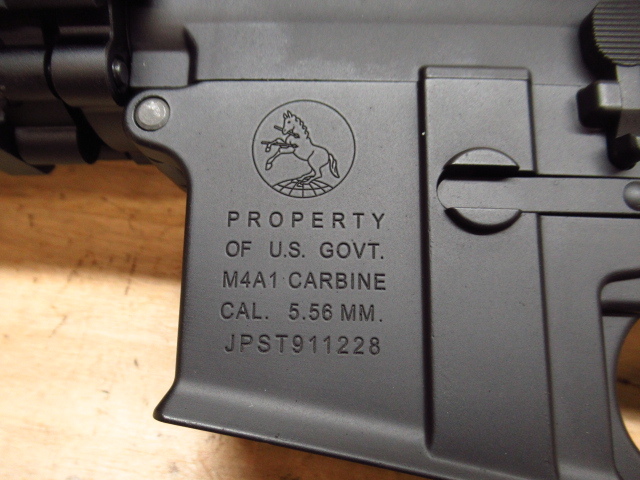 PROPERTY
OF U.S. GOVT.
M4A1 CARBINE
CAL. 5.56 MM.
JPST911228